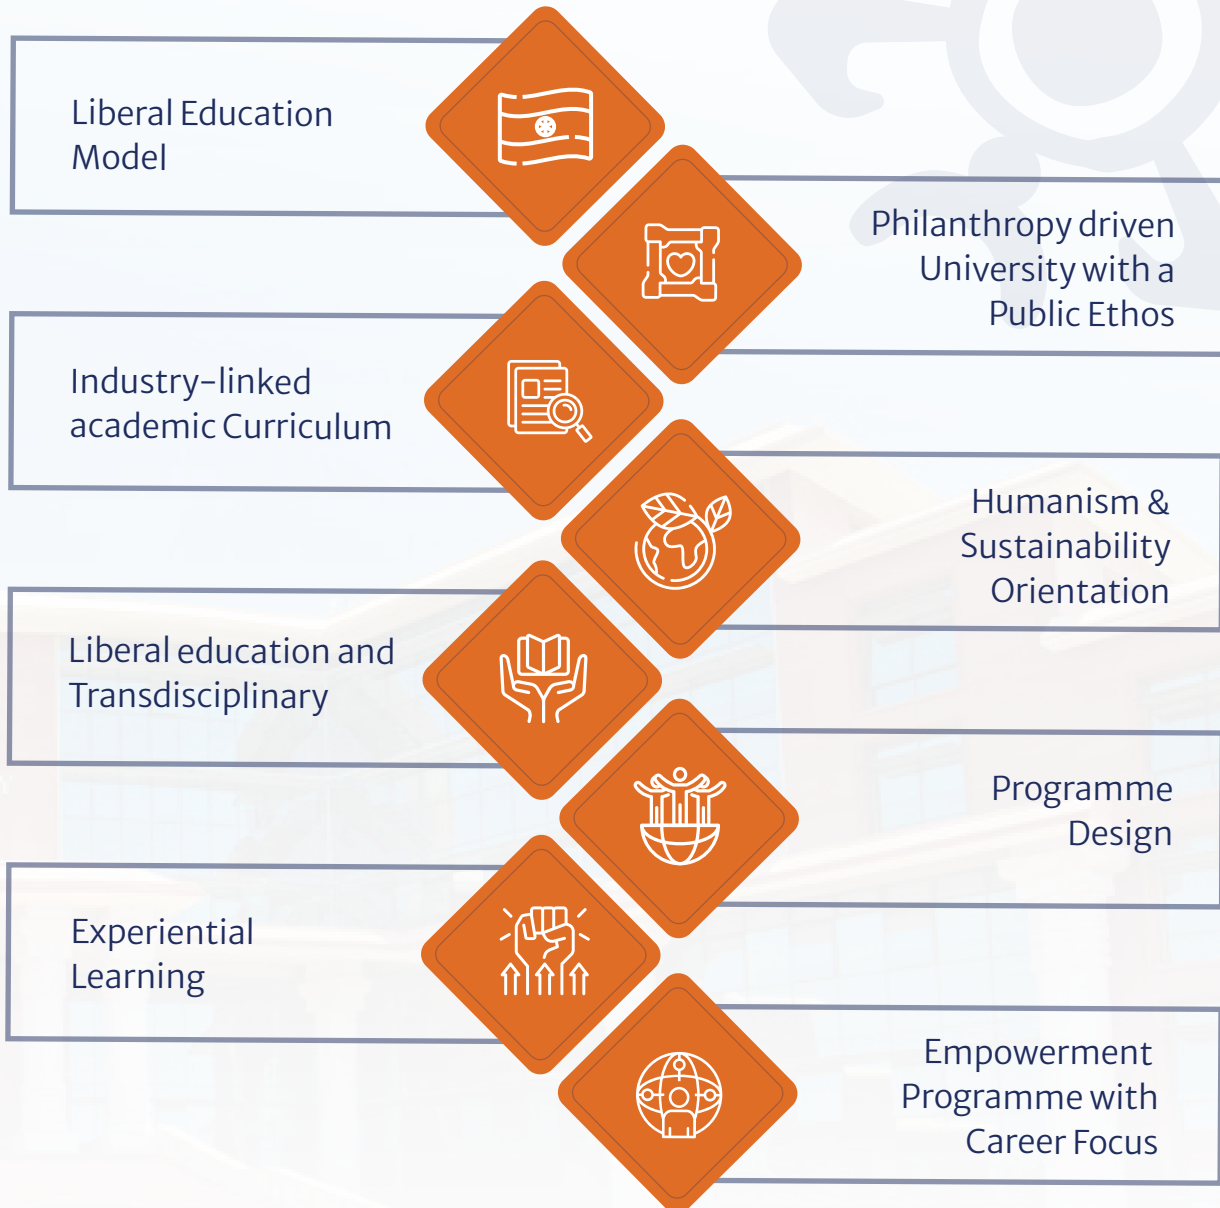 Liberal Education
Model
Philanthropy driven
University with a
Public Ethos
Industry-linked
academic Curriculum
Humanism &
Sustainability
Orientation
Liberal education and
Transdisciplinary
Programme
Design
Experiential
Learning
Empowerment
Programme with
Career Focus